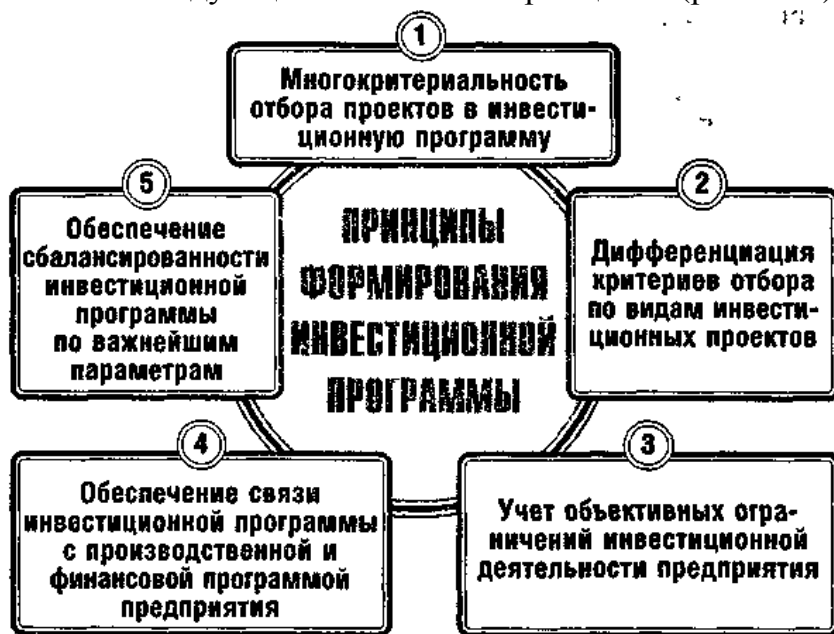 1
Многокритериальность
отбора проектов в инвести-
ционную программу
2
Дифференциация
критериев отбора
по видам инвести-
ционных проектов
3
Учет объективных огра-
ничений инвестиционной
деятельности предприятия
4
Обеспечение связи
инвестиционной программы
с производственной и
финансовой программой
предприятия
5
Обеспечение
сбалансированности
инвестиционной
программы
по важнейшим
параметрам
ПРИНЦИПЫ
ФОРМИРОВАНИЯ
ИНВЕСТИЦИОННОЙ
ПРОГРАММЫ